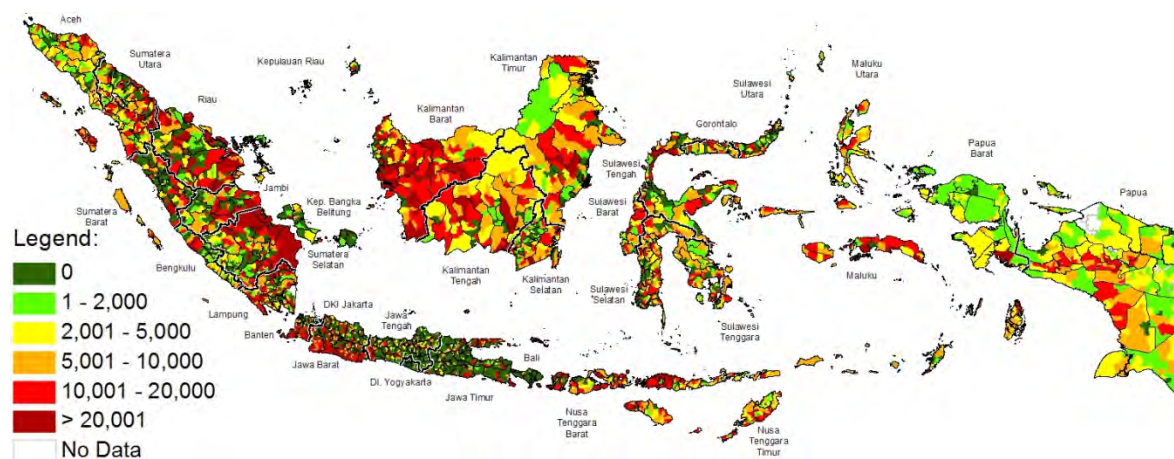 Aceh
Sumatera
Utara
Kepulauan Riau
Riau
Kalimantan
Timur
Kalimantan
Barat
Sulawesi
Utara
Maluku
Utara
Gorontalo
Papua
Barat
Papua
Sulawesi
Tengah
Sulawesi
Barat
Jambi
Kep. Bangka
Belitung
Sumatera
Barat
Sumatera
Selatan
Bengkulu
Lampung
Kalimantan
Tengah
Kalimantan
Selatan
Sulawesi
Selatan
Sulawesi
Tenggara
Maluku
DKI Jakarta
Banten
Jawa
Tengah
Jawa Barat
DI. Yogyakarta
Jawa Timur
Bali
Nusa
Tenggara
Barat
Nusa
Tenggara
Timur
Legend:
0
1 - 2,000
2,001 - 5,000
5,001 - 10,000
10,001 - 20,000
> 20,001
No Data